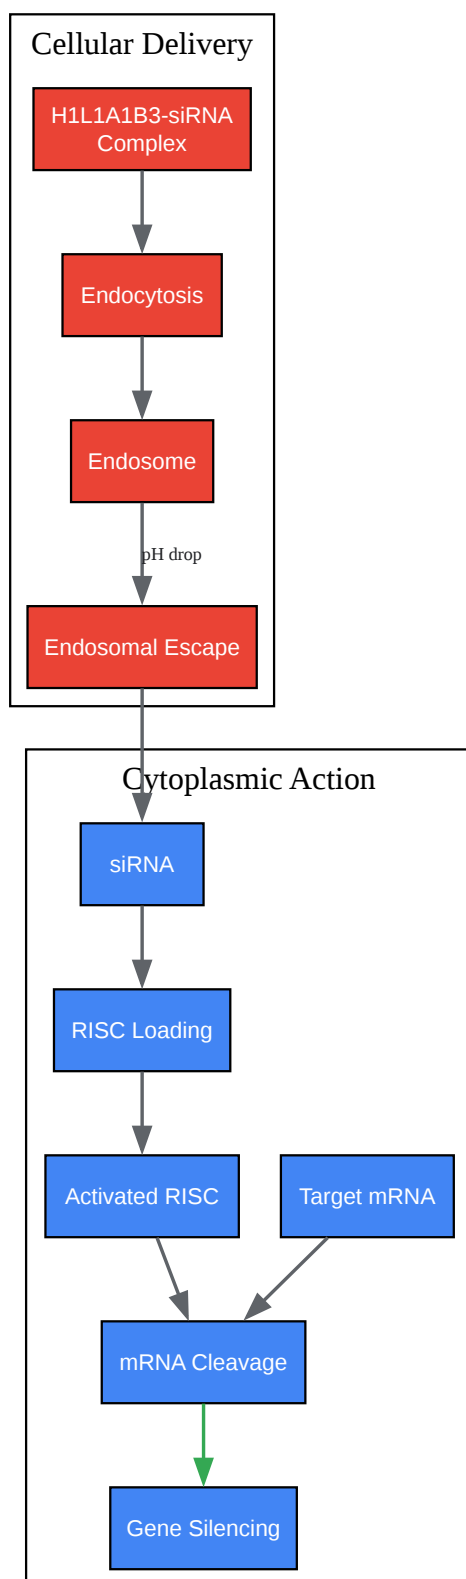 Cellular Delivery
H1L1A1B3-siRNA
Complex
Endocytosis
Endosome
pH drop
Endosomal Escape
Cytoplasmic Action
siRNA
RISC Loading
Activated RISC
Target mRNA
mRNA Cleavage
Gene Silencing